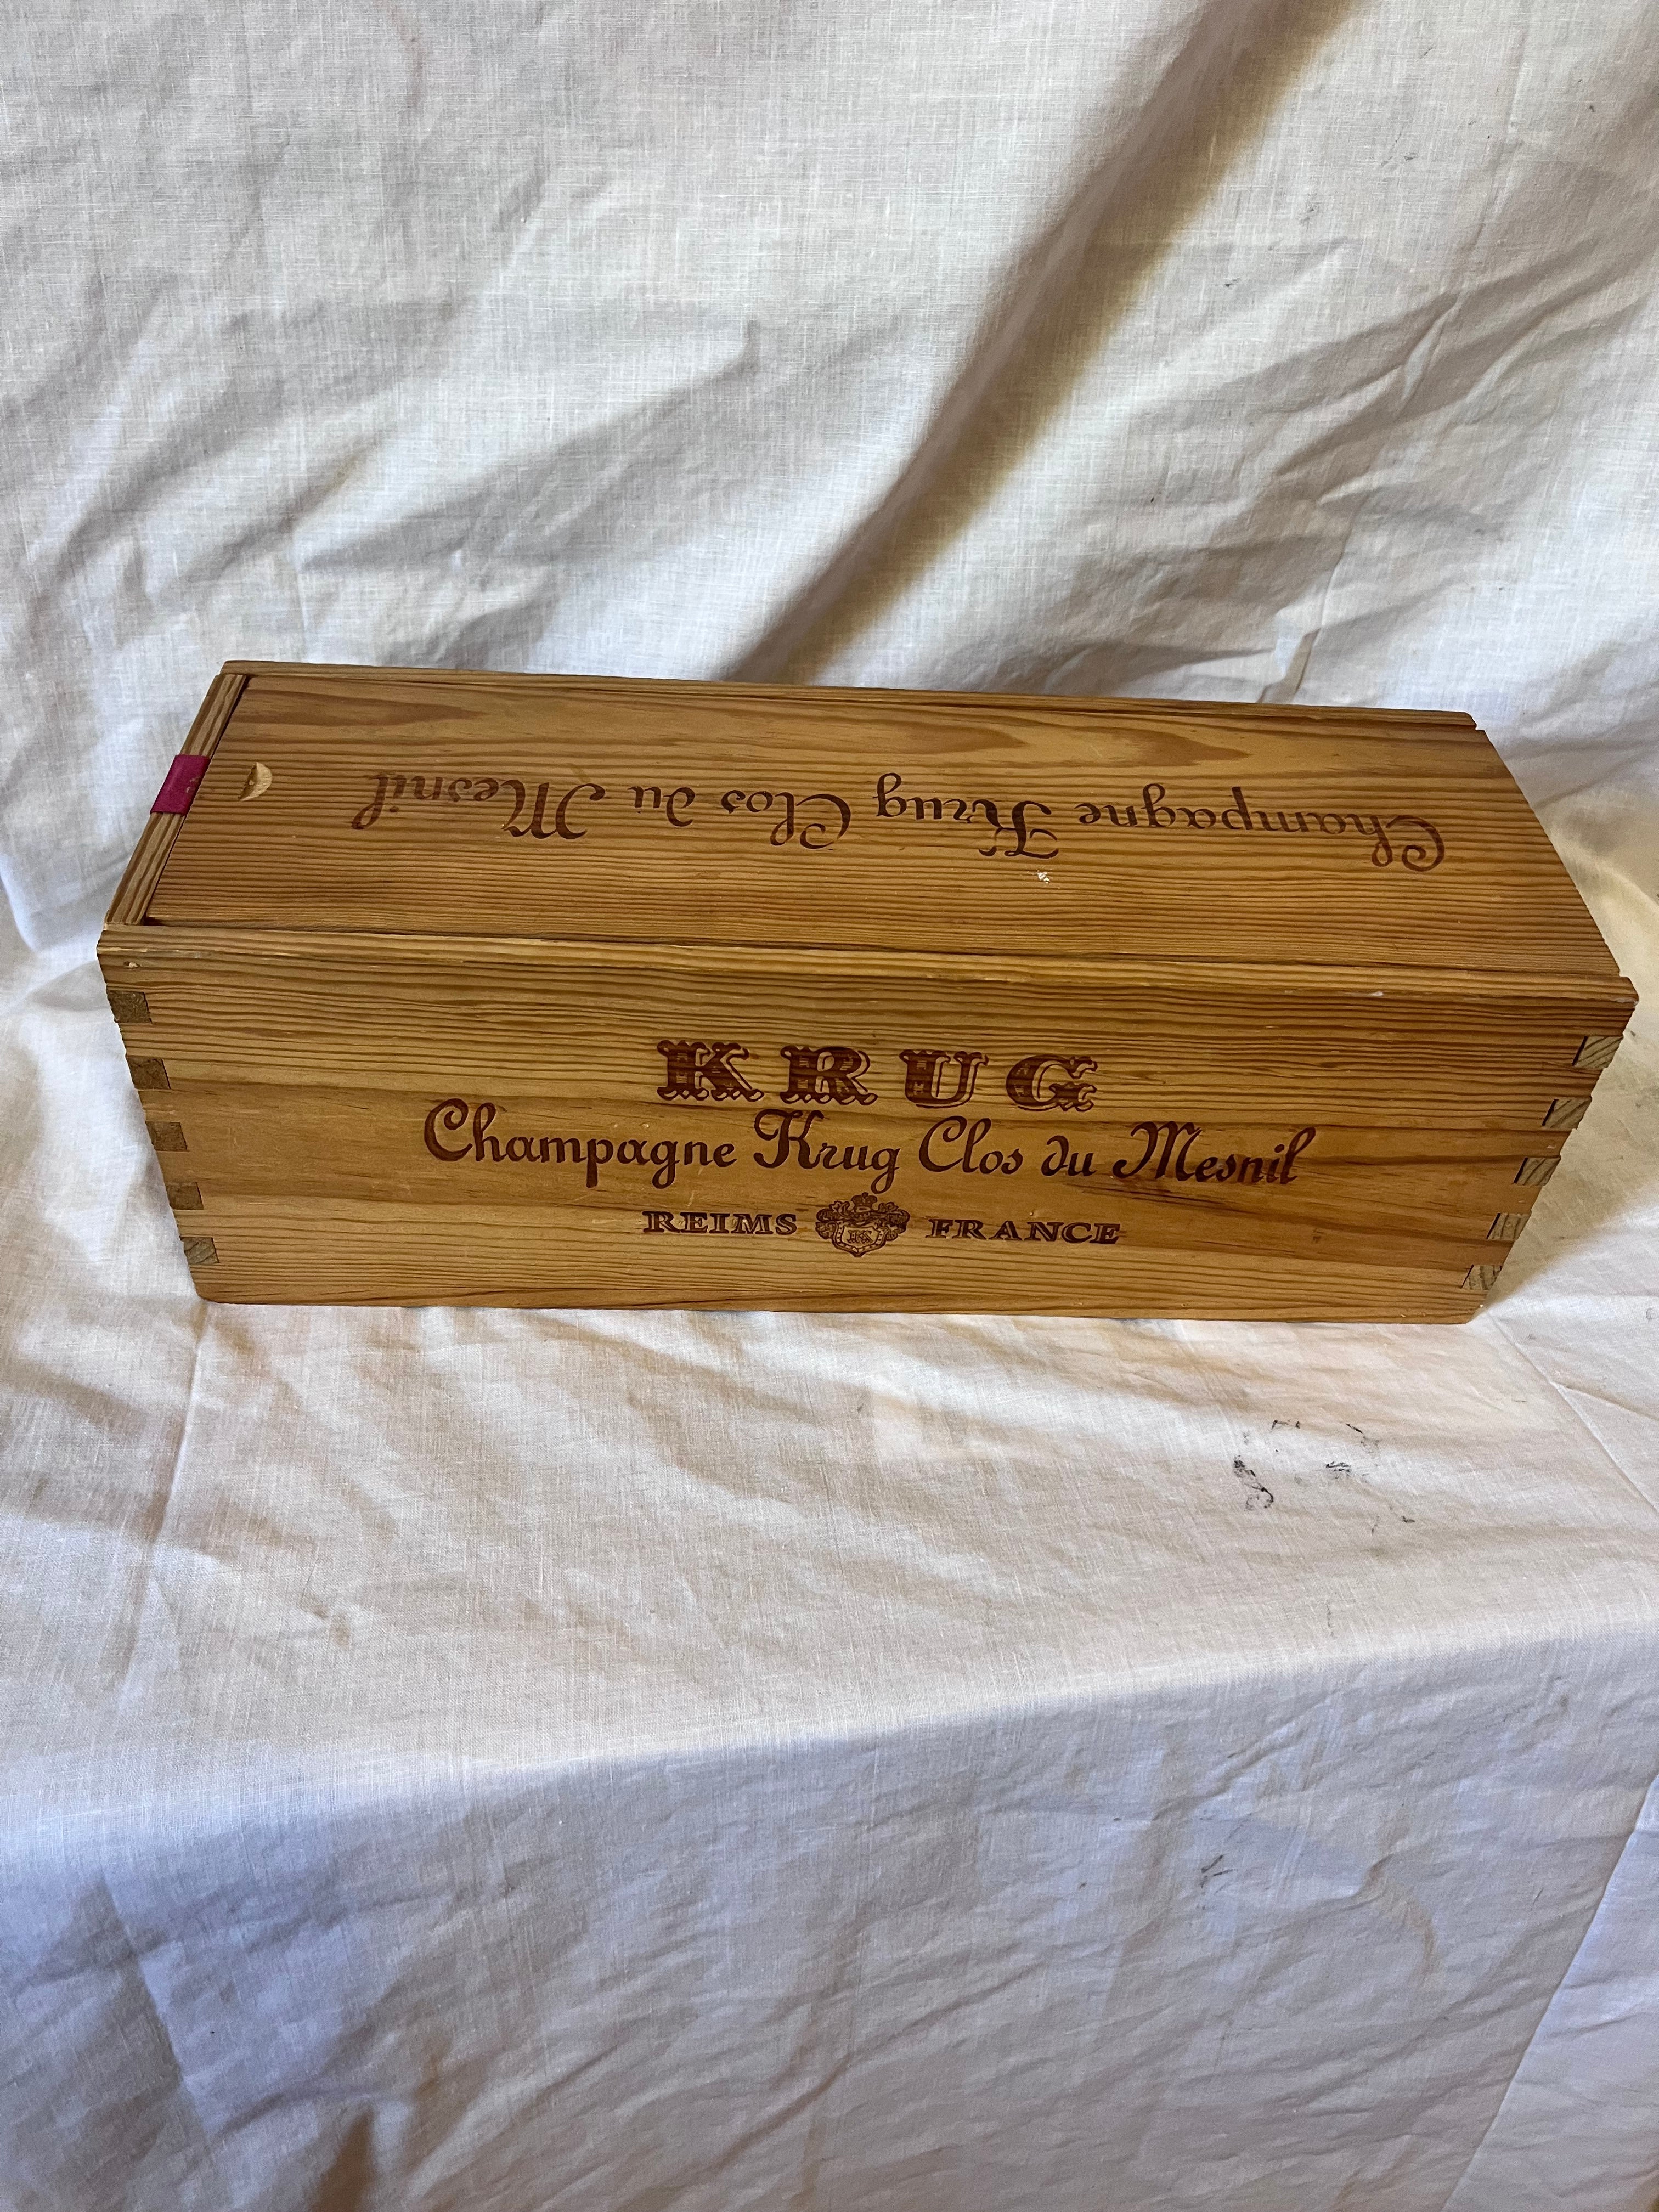 Champagne Krug Clos du Mesnil
KRUG
Champagne Krug Clos du Mesnil
REIMS FRANCE